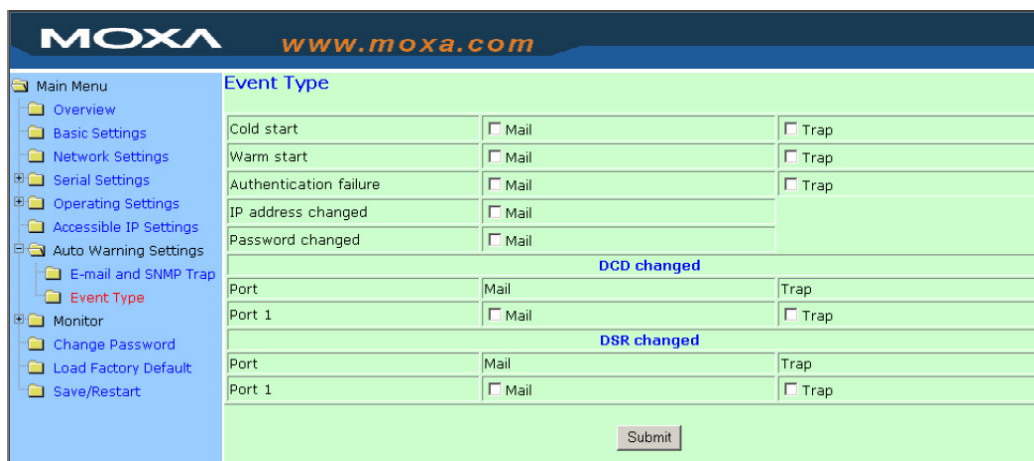 MOXA www.moxa.com
Main Menu
Overview
Basic Settings
Network Settings
Serial Settings
Operating Settings
Accessible IP Settings
Auto Warning Settings
E-mail and SNMP Trap
Event Type
Monitor
Change Password
Load Factory Default
Save/Restart
Event Type
Cold start Mail Trap
Warm start Mail Trap
Authentication failure Mail Trap
IP address changed Mail
Password changed Mail
DCD changed
Port Mail Trap
Port 1 Mail Trap
DSR changed
Port Mail Trap
Port 1 Mail Trap
Submit